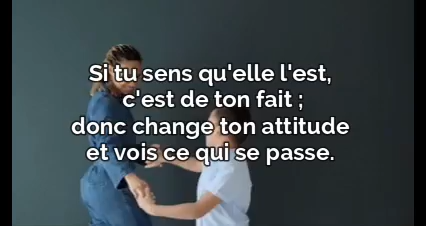 Si tu sens qu'elle l'est,
c'est de ton fait ;
donc change ton attitude
et vois ce qui se passe.